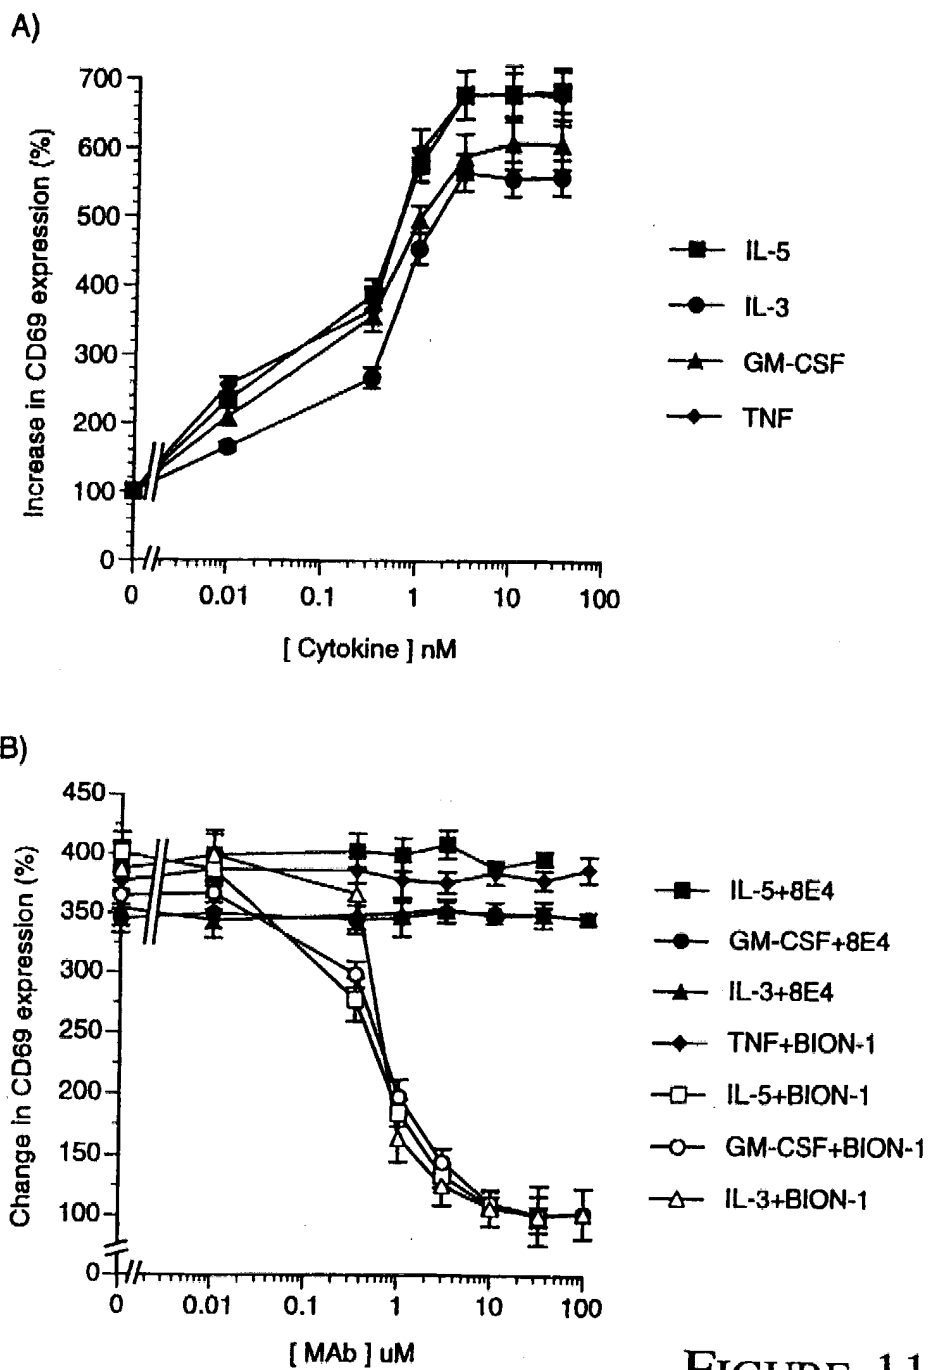 A)
Increase in CD69 expression (%)
700
600
500
400
300
200
100
0
0 0.01 0.1 1 10 100
[ Cytokine ] nM
IL-5
IL-3
GM-CSF
TNF
B)
Change in CD69 expression (%)
450
400
350
300
250
200
150
100
0
0 0.01 0.1 1 10 100
[ MAb ] uM
IL-5+8E4
GM-CSF+8E4
IL-3+8E4
TNF+BION-1
IL-5+BION-1
GM-CSF+BION-1
IL-3+BION-1
FIGURE 11